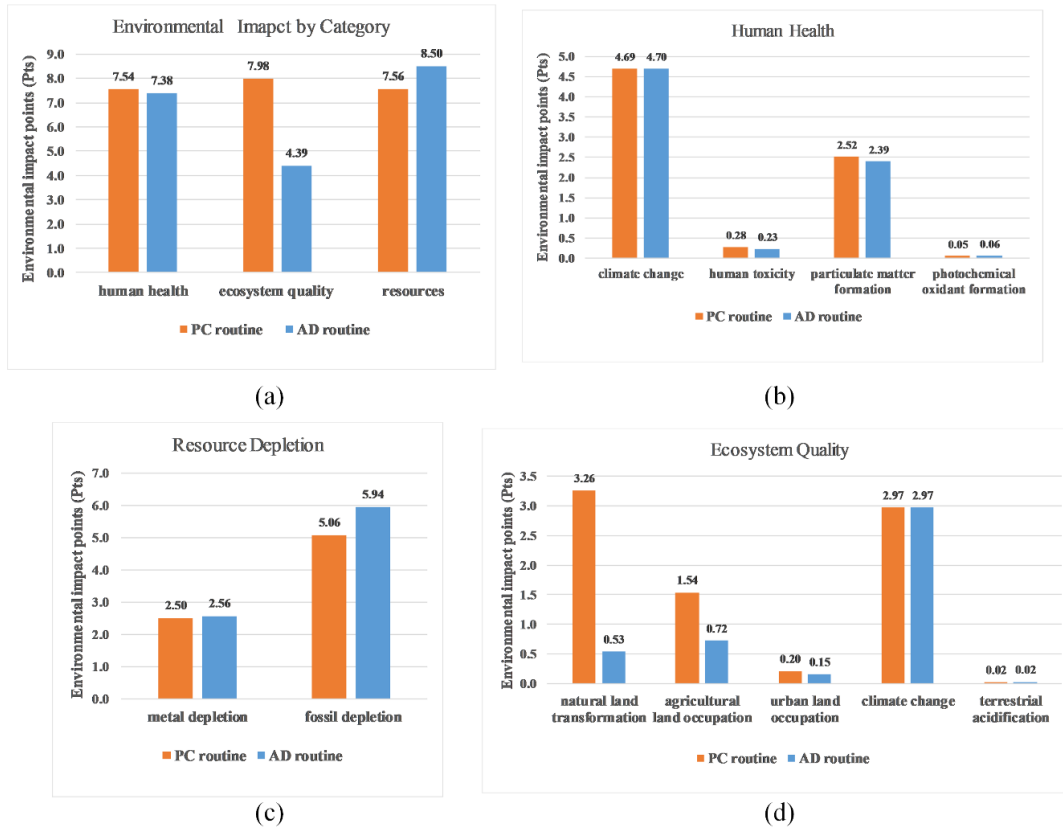 Environmental Imapct by Category
Environmental impact points (Pts)
9.0
8.0
7.0
6.0
5.0
4.0
3.0
2.0
1.0
0.0
7.54
7.38
7.98
4.39
7.56
8.50
human health
ecosystem quality
resources
PC routine
AD routine
(a)
Human Health
Environmental impact points (Pts)
5.0
4.5
4.0
3.5
3.0
2.5
2.0
1.5
1.0
0.5
0.0
4.69
4.70
0.28
0.23
2.52
2.39
0.05
0.06
climate change
human toxicity
particulate matter
formation
photochemical
oxidant formation
PC routine
AD routine
(b)
Resource Depletion
Environmental impact points (Pts)
7.0
6.0
5.0
4.0
3.0
2.0
1.0
0.0
2.50
2.56
5.06
5.94
metal depletion
fossil depletion
PC routine
AD routine
(c)
Ecosystem Quality
Environmental impact points (Pts)
3.5
3.0
2.5
2.0
1.5
1.0
0.5
0.0
3.26
0.53
1.54
0.72
0.20
0.15
2.97
2.97
0.02
0.02
natural land
transformation
agricultural
land occupation
urban land
occupation
climate change
terrestrial
acidification
PC routine
AD routine
(d)